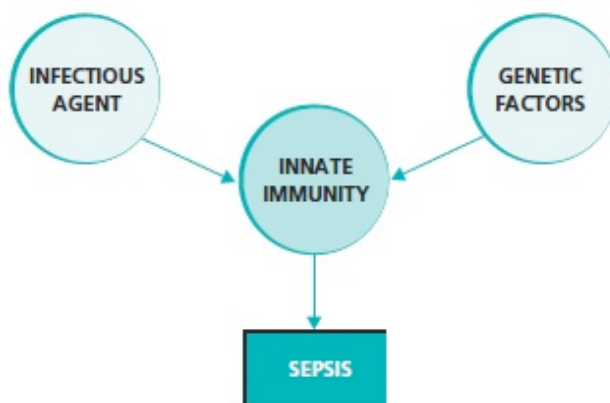 INFECTIOUS
AGENT
GENETIC
FACTORS
INNATE
IMMUNITY
SEPSIS